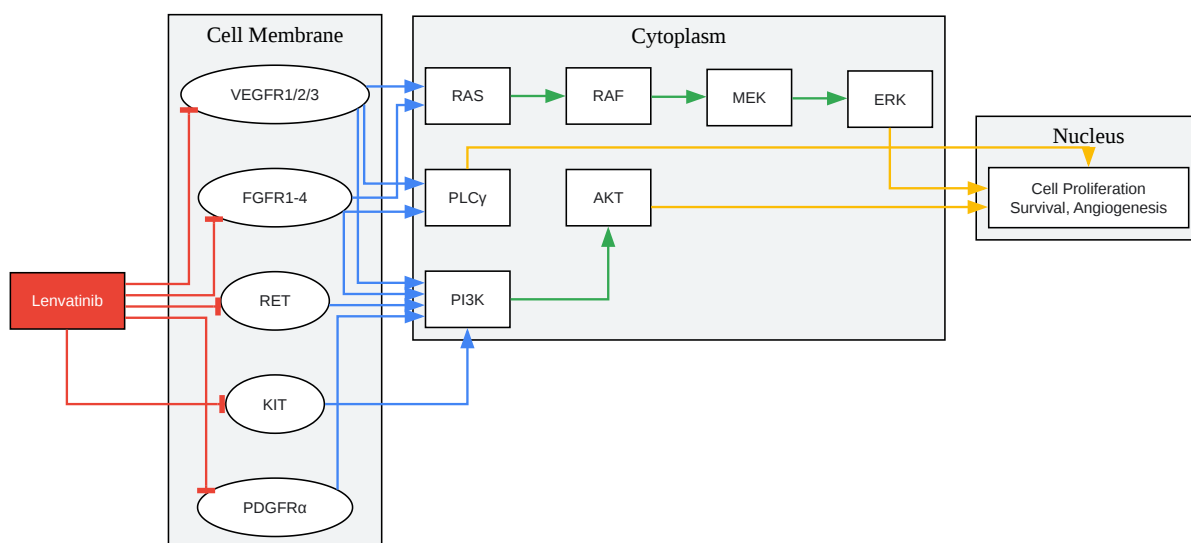 Cell Membrane
Cytoplasm
VEGFR1/2/3
RAS
RAF
MEK
ERK
Nucleus
FGFR1-4
PLCγ
AKT
Cell Proliferation
Survival, Angiogenesis
Lenvatinib
RET
PI3K
KIT
PDGFRα